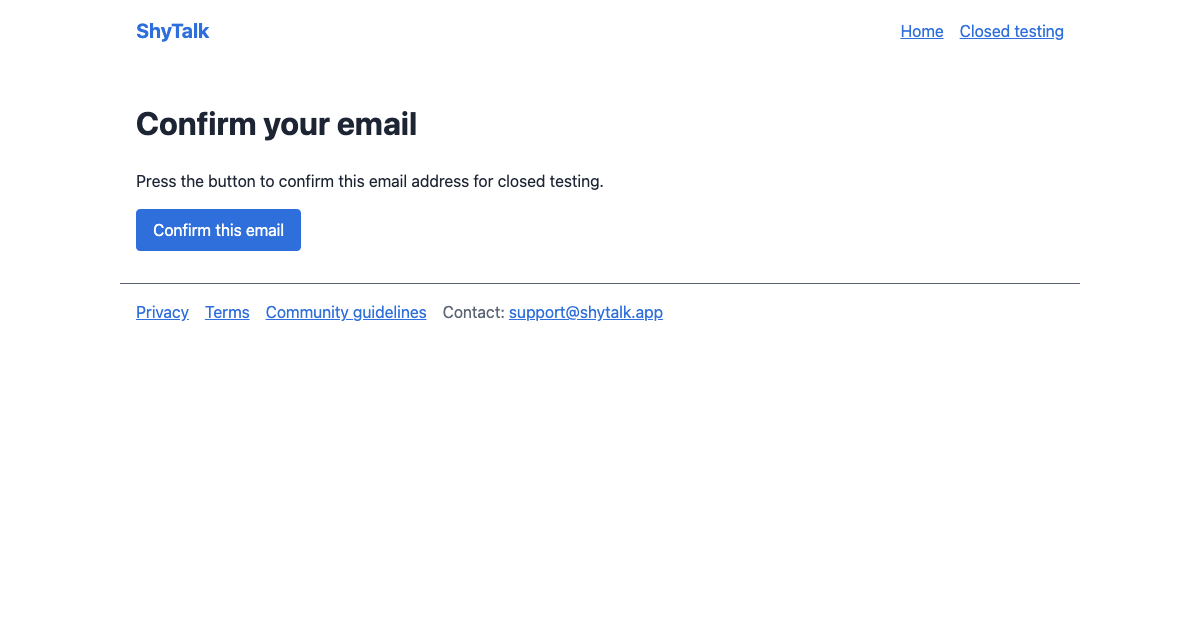 ShyTalk
Home Closed testing
Confirm your email
Press the button to confirm this email address for closed testing.
Confirm this email
Privacy Terms Community guidelines Contact: support@shytalk.app